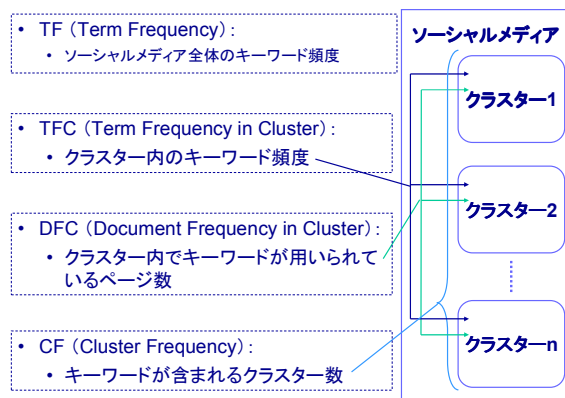 • TF (Term Frequency):
• ソーシャルメディア全体のキーワード頻度
• TFC (Term Frequency in Cluster):
• クラスター内のキーワード頻度
• DFC (Document Frequency in Cluster):
• クラスター内でキーワードが用いられて
いるページ数
• CF (Cluster Frequency):
• キーワードが含まれるクラスター数
ソーシャルメディア
クラスター1
クラスター2
クラスターn